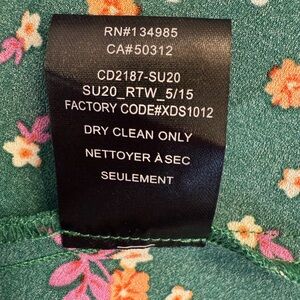 RN#134985
CA#50312
CD2187-SU20
SU20_RTW_5/15
FACTORY CODE#XDS1012
DRY CLEAN ONLY
NETTOYER À SEC
SEULEMENT